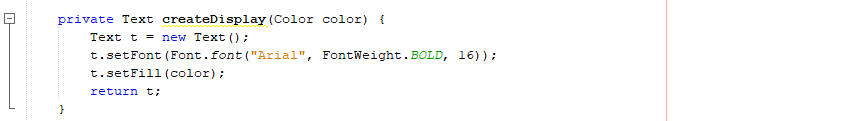 private Text createDisplay(Color color) {
Text t = new Text();
t.setFont(Font.font("Arial", FontWeight.BOLD, 16));
t.setFill(color);
return t;
}